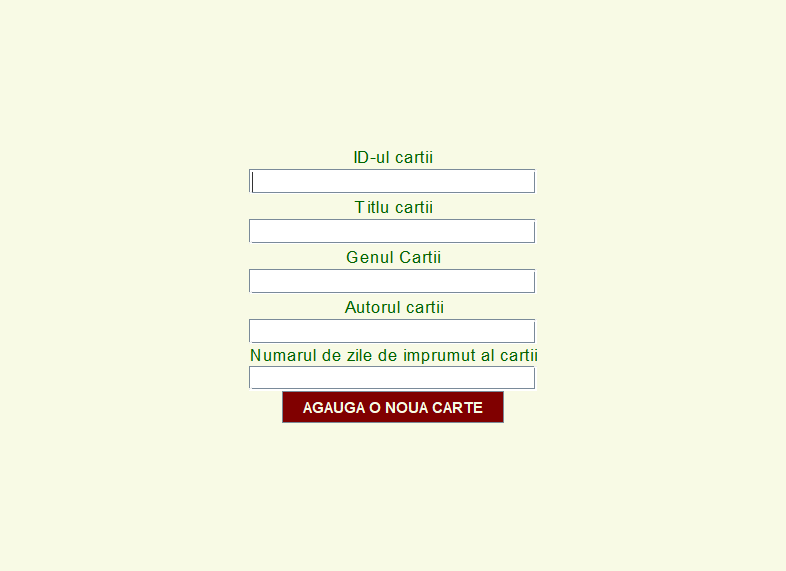 ID-ul cartii
Titlu cartii
Genul Cartii
Autorul cartii
Numarul de zile de imprumut al cartii
AGAUGA O NOUA CARTE